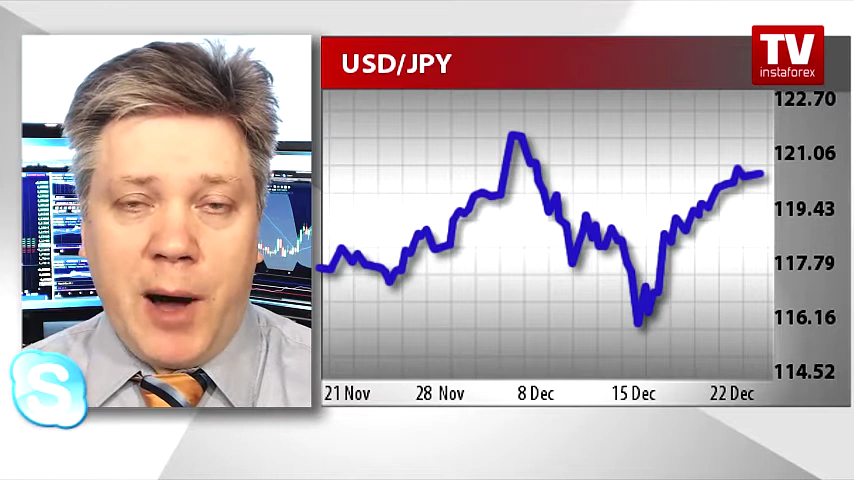 USD/JPY
TV
instaforex
122.70
121.06
119.43
117.79
116.16
114.52
21 Nov
28 Nov
8 Dec
15 Dec
22 Dec
S